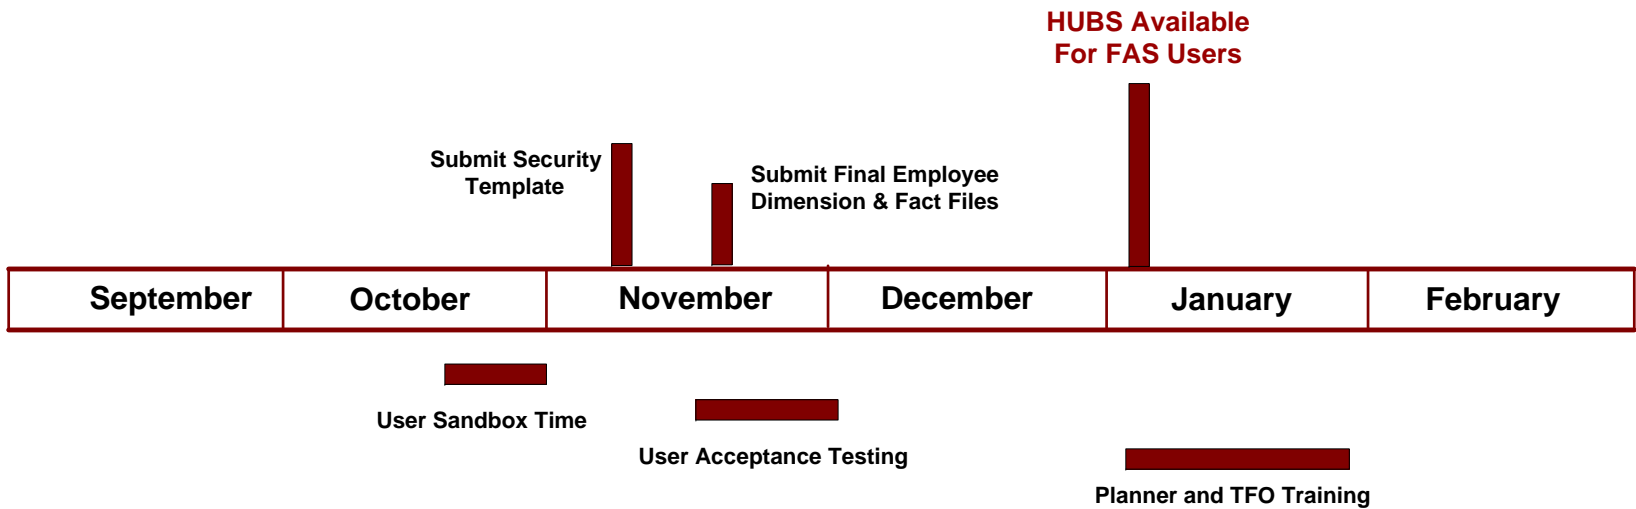 HUBS Available
For FAS Users
Submit Security
Template
Submit Final Employee
Dimension & Fact Files
September
October
November
December
January
February
User Sandbox Time
User Acceptance Testing
Planner and TFO Training